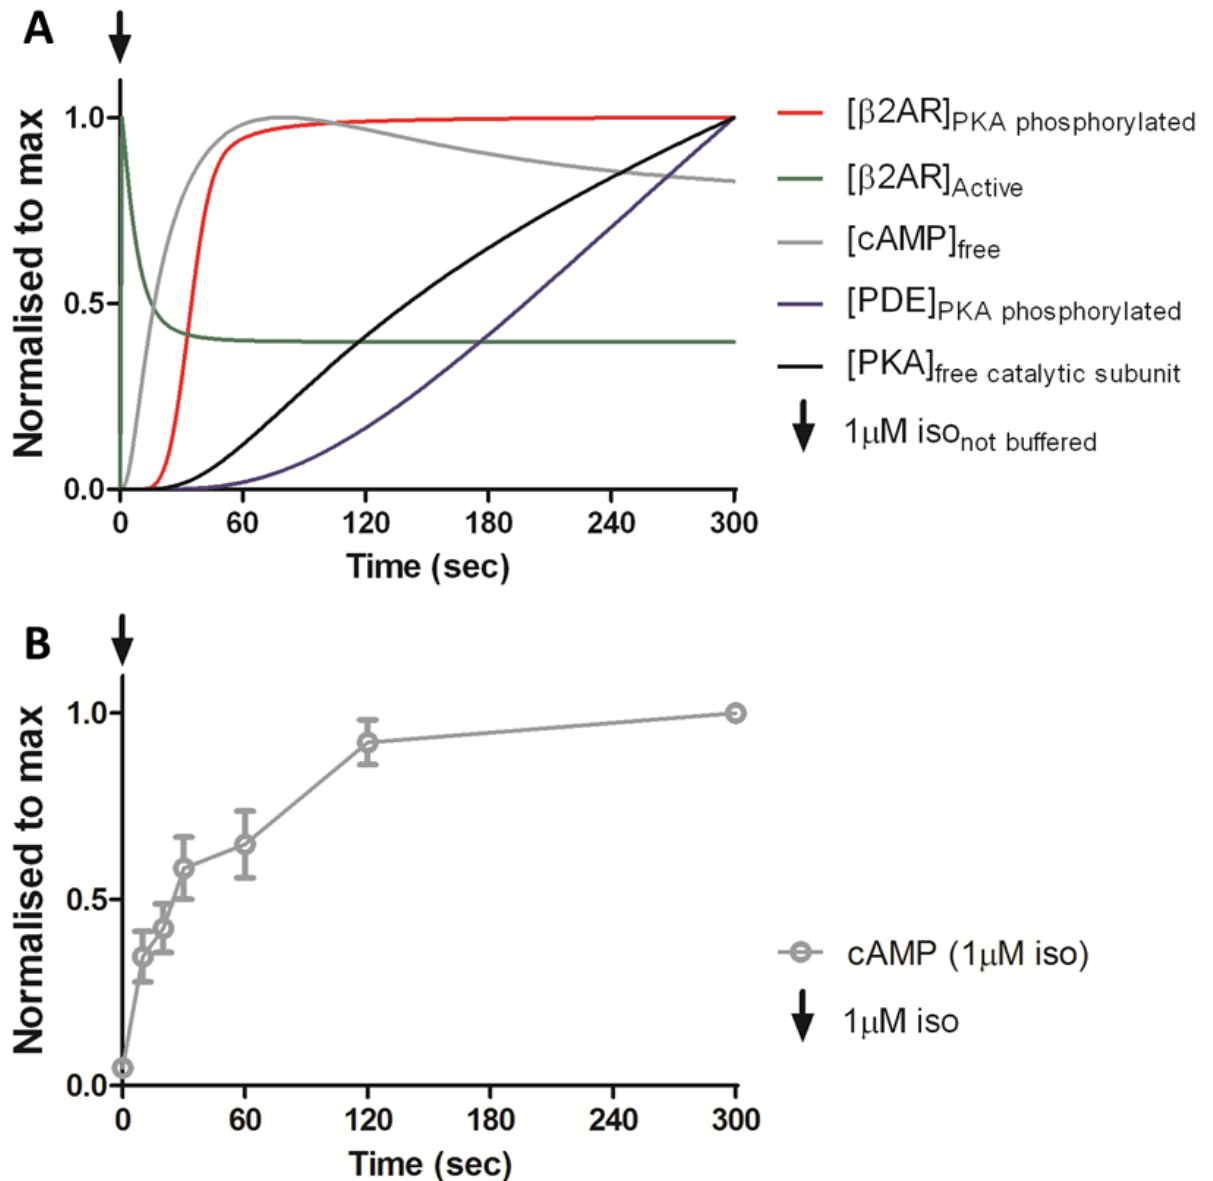 A
Normalised to max
1.0
0.5
0.0
0 60 120 180 240 300
Time (sec)
[β2AR]PKA phosphorylated
[β2AR]Active
[cAMP]free
[PDE]PKA phosphorylated
[PKA]free catalytic subunit
1μM isonot buffered
B
Normalised to max
1.0
0.5
0.0
0 60 120 180 240 300
Time (sec)
cAMP (1μM iso)
1μM iso